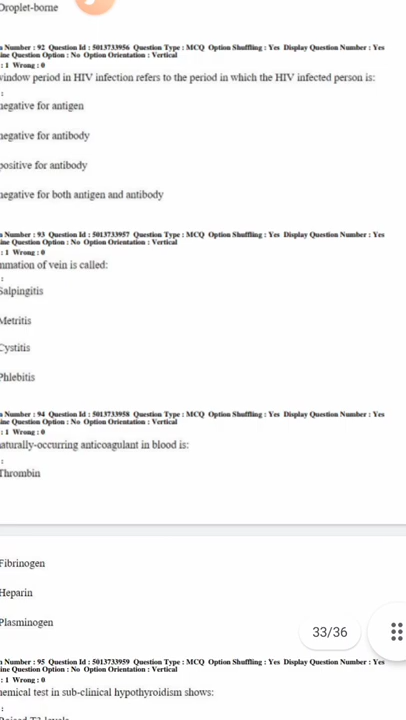 Droplet-borne
Number : 92 Question Id : 5013733956 Question Type : MCQ Option Shuffling : Yes Display Question Number : Yes
ine Question Option : No Option Orientation : Vertical
: 1 Wrong : 0
window period in HIV infection refers to the period in which the HIV infected person is:
:
negative for antigen
negative for antibody
positive for antibody
negative for both antigen and antibody
Number : 93 Question Id : 5013733957 Question Type : MCQ Option Shuffling : Yes Display Question Number : Yes
ine Question Option : No Option Orientation : Vertical
: 1 Wrong : 0
mmation of vein is called:
:
Salpingitis
Metritis
Cystitis
Phlebitis
Number : 94 Question Id : 5013733958 Question Type : MCQ Option Shuffling : Yes Display Question Number : Yes
ine Question Option : No Option Orientation : Vertical
: 1 Wrong : 0
aturally-occurring anticoagulant in blood is:
:
Thrombin
Fibrinogen
Heparin
Plasminogen
33/36
Number : 95 Question Id : 5013733959 Question Type : MCQ Option Shuffling : Yes Display Question Number : Yes
ine Question Option : No Option Orientation : Vertical
: 1 Wrong : 0
hemical test in sub-clinical hypothyroidism shows:
: